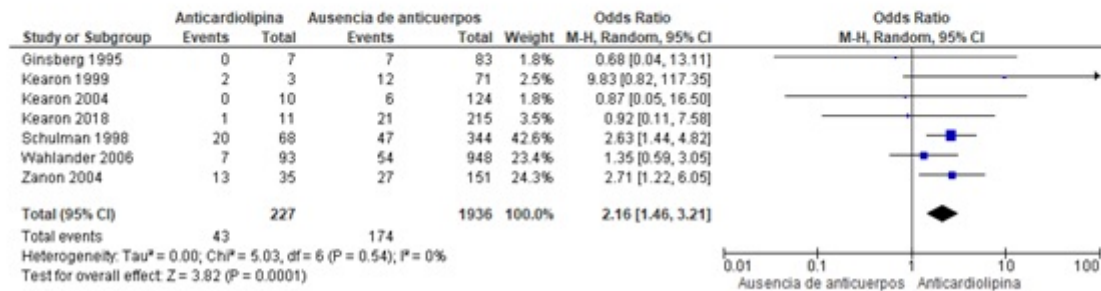 Anticardiolipina Ausencia de anticuerpos Odds Ratio Odds Ratio
Study or Subgroup Events Total Events Total Weight M-H, Random, 95% CI M-H, Random, 95% CI
Ginsberg 1995 0 7 7 83 1.8% 0.68 [0.04, 13.11]
Kearon 1999 2 3 12 71 2.5% 9.83 [0.82, 117.35]
Kearon 2004 0 10 6 124 1.8% 0.87 [0.05, 16.50]
Kearon 2018 1 11 21 215 3.5% 0.92 [0.11, 7.58]
Schulman 1998 20 68 47 344 42.6% 2.63 [1.44, 4.82]
Wahlander 2006 7 93 54 948 23.4% 1.35 [0.59, 3.05]
Zanon 2004 13 35 27 151 24.3% 2.71 [1.22, 6.05]
Total (95% CI) 227 1936 100.0% 2.16 [1.46, 3.21]
Total events 43 174
Heterogeneity: Tau² = 0.00; Chi² = 5.03, df = 6 (P = 0.54); I² = 0%
Test for overall effect: Z = 3.82 (P = 0.0001)
0.01 0.1 1 10 100
Ausencia de anticuerpos Anticardiolipina